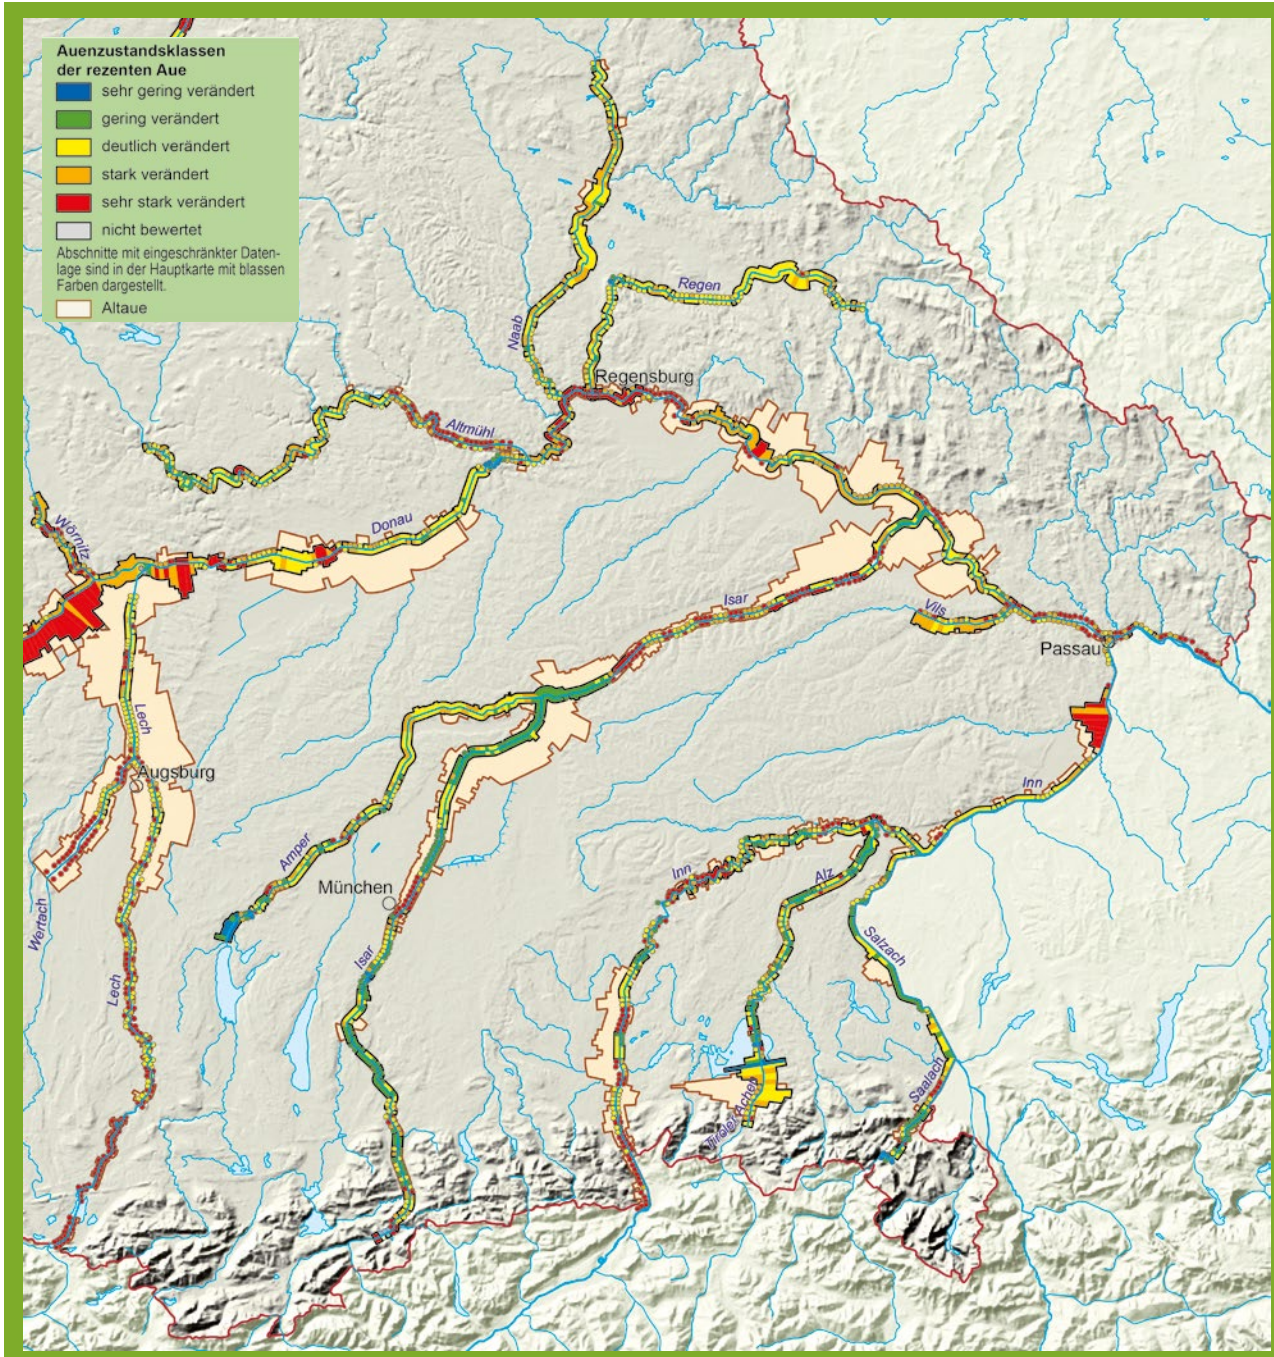 Auenzustandsklassen
der rezenten Aue
sehr gering verändert
gering verändert
deutlich verändert
stark verändert
sehr stark verändert
nicht bewertet
Abschnitte mit eingeschränkter Daten-
lage sind in der Hauptkarte mit blassen
Farben dargestellt.
Altaue
Regen
Naab
Regensburg
Altmühl
Donau
Wörnitz
Isar
Vils
Passau
Lech
Augsburg
Inn
Amper
Inn
Alz
München
Wertach
Isar
Salzach
Lech
Saalach
Tiroler Achen